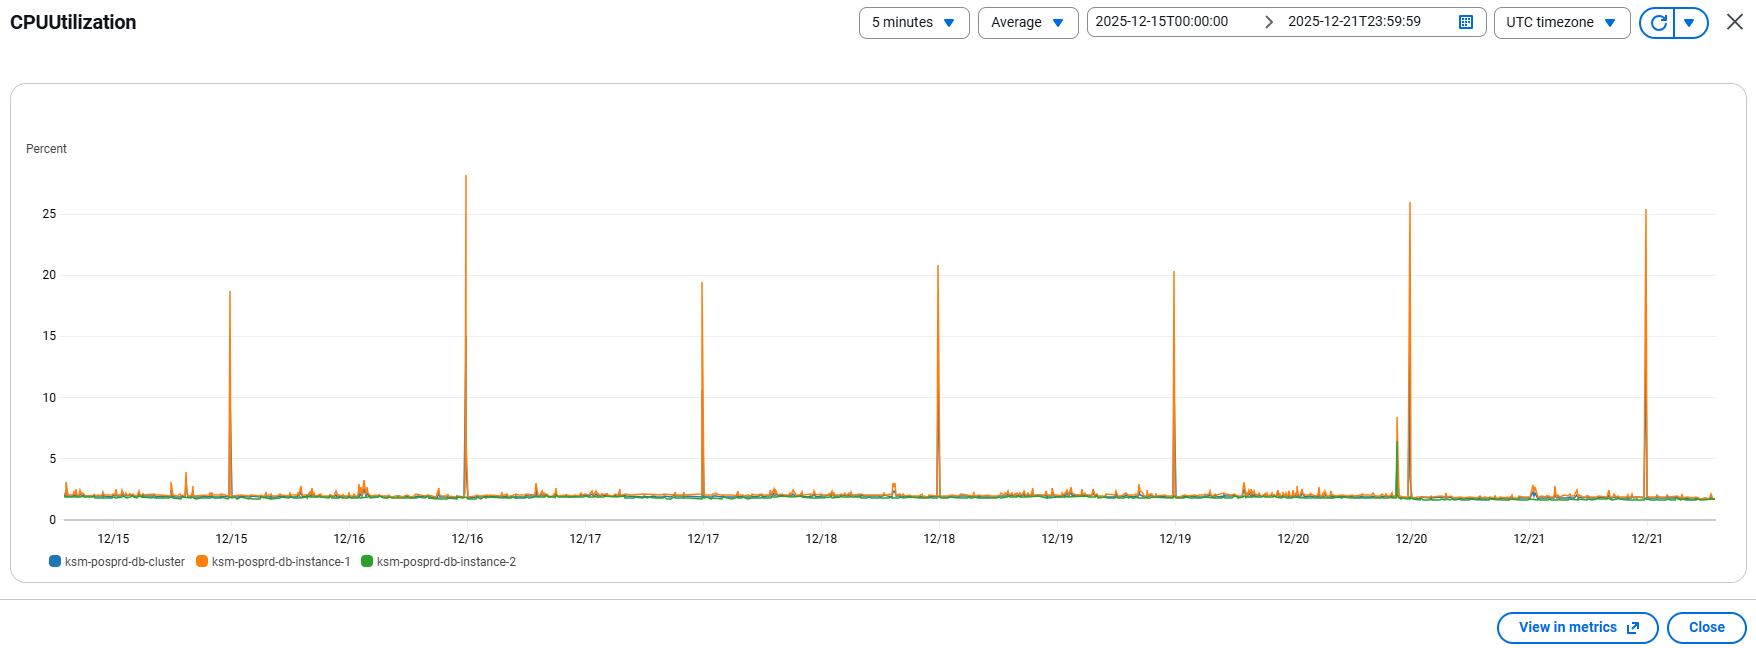 CPUUtilization
5 minutes
Average
2025-12-15T00:00:00
2025-12-21T23:59:59
UTC timezone
Percent
25
20
15
10
5
0
12/15 12/15 12/16 12/16 12/17 12/17 12/18 12/18 12/19 12/19 12/20 12/20 12/21 12/21
ksm-posprd-db-cluster ksm-posprd-db-instance-1 ksm-posprd-db-instance-2
View in metrics
Close